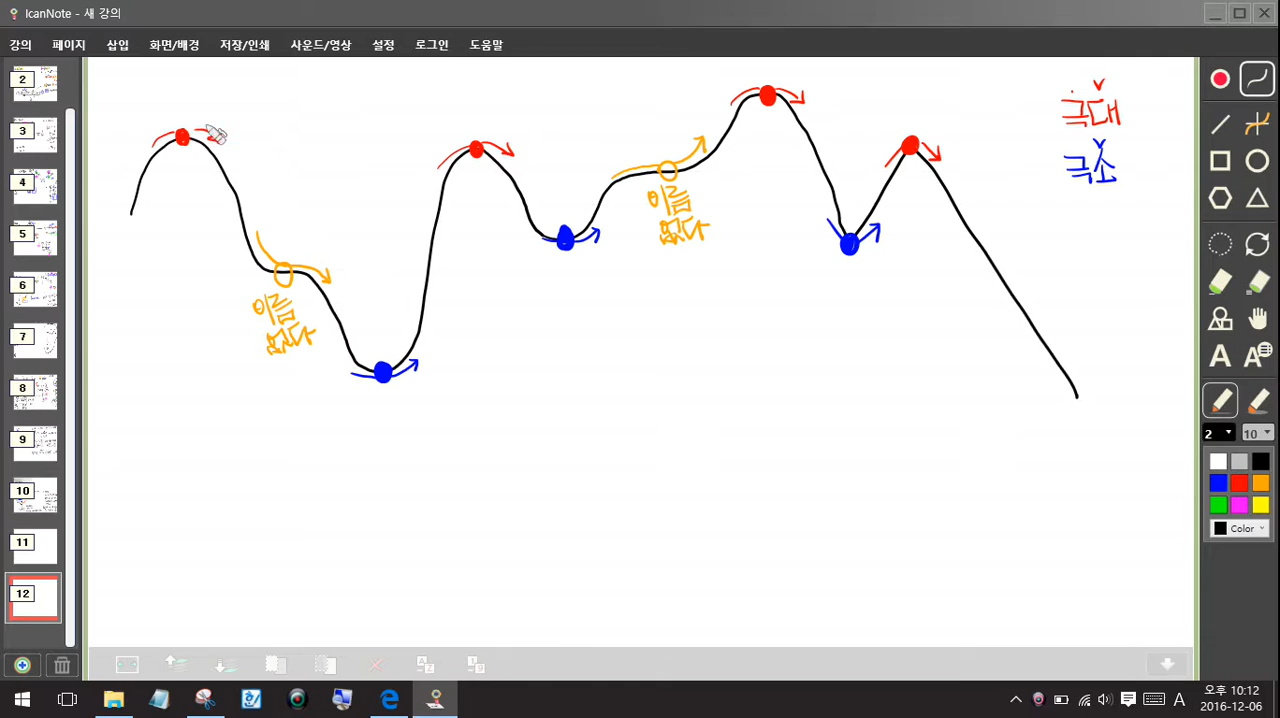 IcanNote - 새 강의
강의 페이지 삽입 화면/배경 저장/인쇄 사운드/영상 설정 로그인 도움말
2
3
4
5
6
7
8
9
10
11
12
극대
극소
이름
없다
이름
없다
A A
2 10
Color
A
오후 10:12
2016-12-06